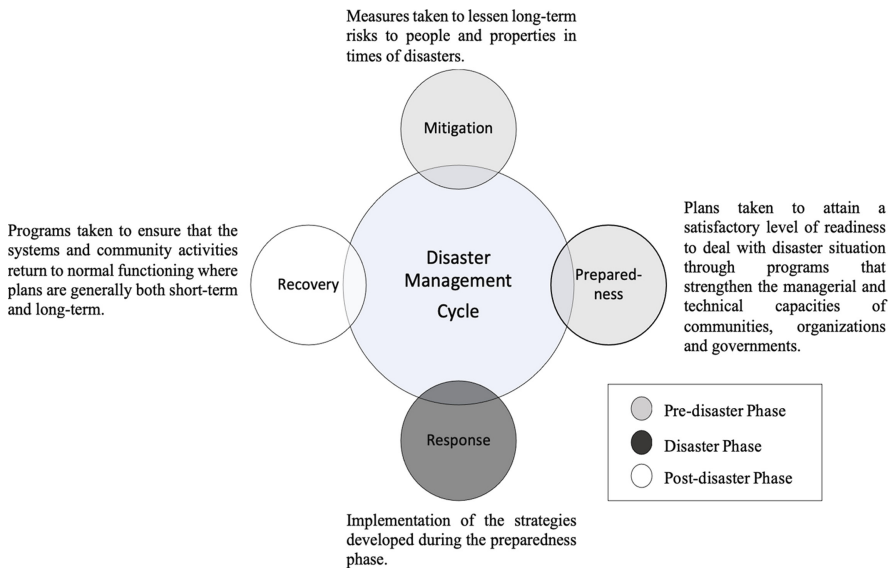 Measures taken to lessen long-term
risks to people and properties in
times of disasters.
Mitigation
Programs taken to ensure that the
systems and community activities
return to normal functioning where
plans are generally both short-term
and long-term.
Recovery
Disaster
Management
Cycle
Prepared-
ness
Plans taken to attain a
satisfactory level of readiness
to deal with disaster situation
through programs that
strengthen the managerial and
technical capacities of
communities, organizations
and governments.
Response
Implementation of the strategies
developed during the preparedness
phase.
Pre-disaster Phase
Disaster Phase
Post-disaster Phase